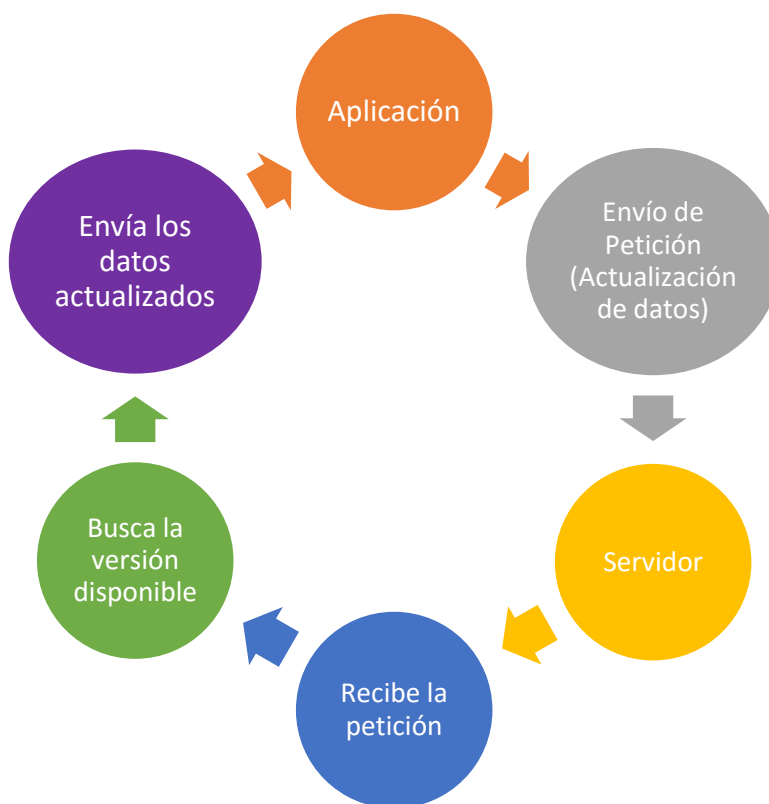 Aplicación
Envío de
Petición
(Actualización
de datos)
Servidor
Recibe la
petición
Busca la
versión
disponible
Envía los
datos
actualizados